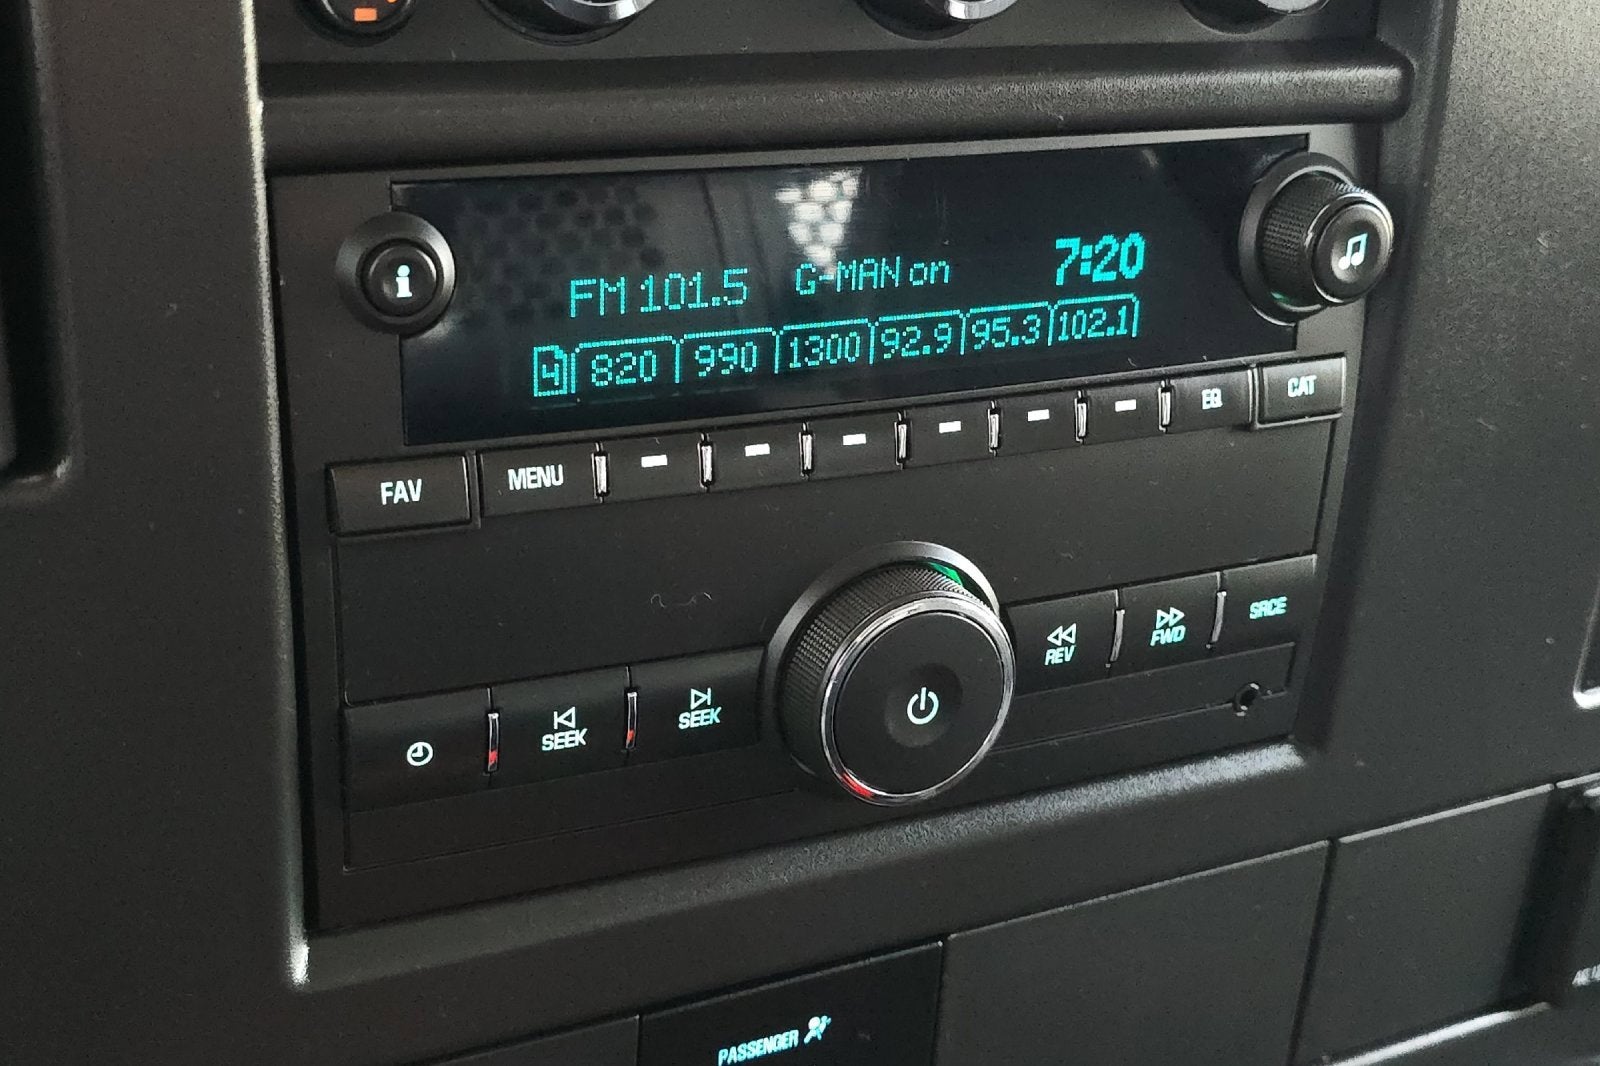 FM 101.5 G-MAN on 7:20
4 820 990 1300 92.9 95.3 102.1
FAV MENU EQ CAT
SEEK SEEK REV FWD SRCE
PASSENGER